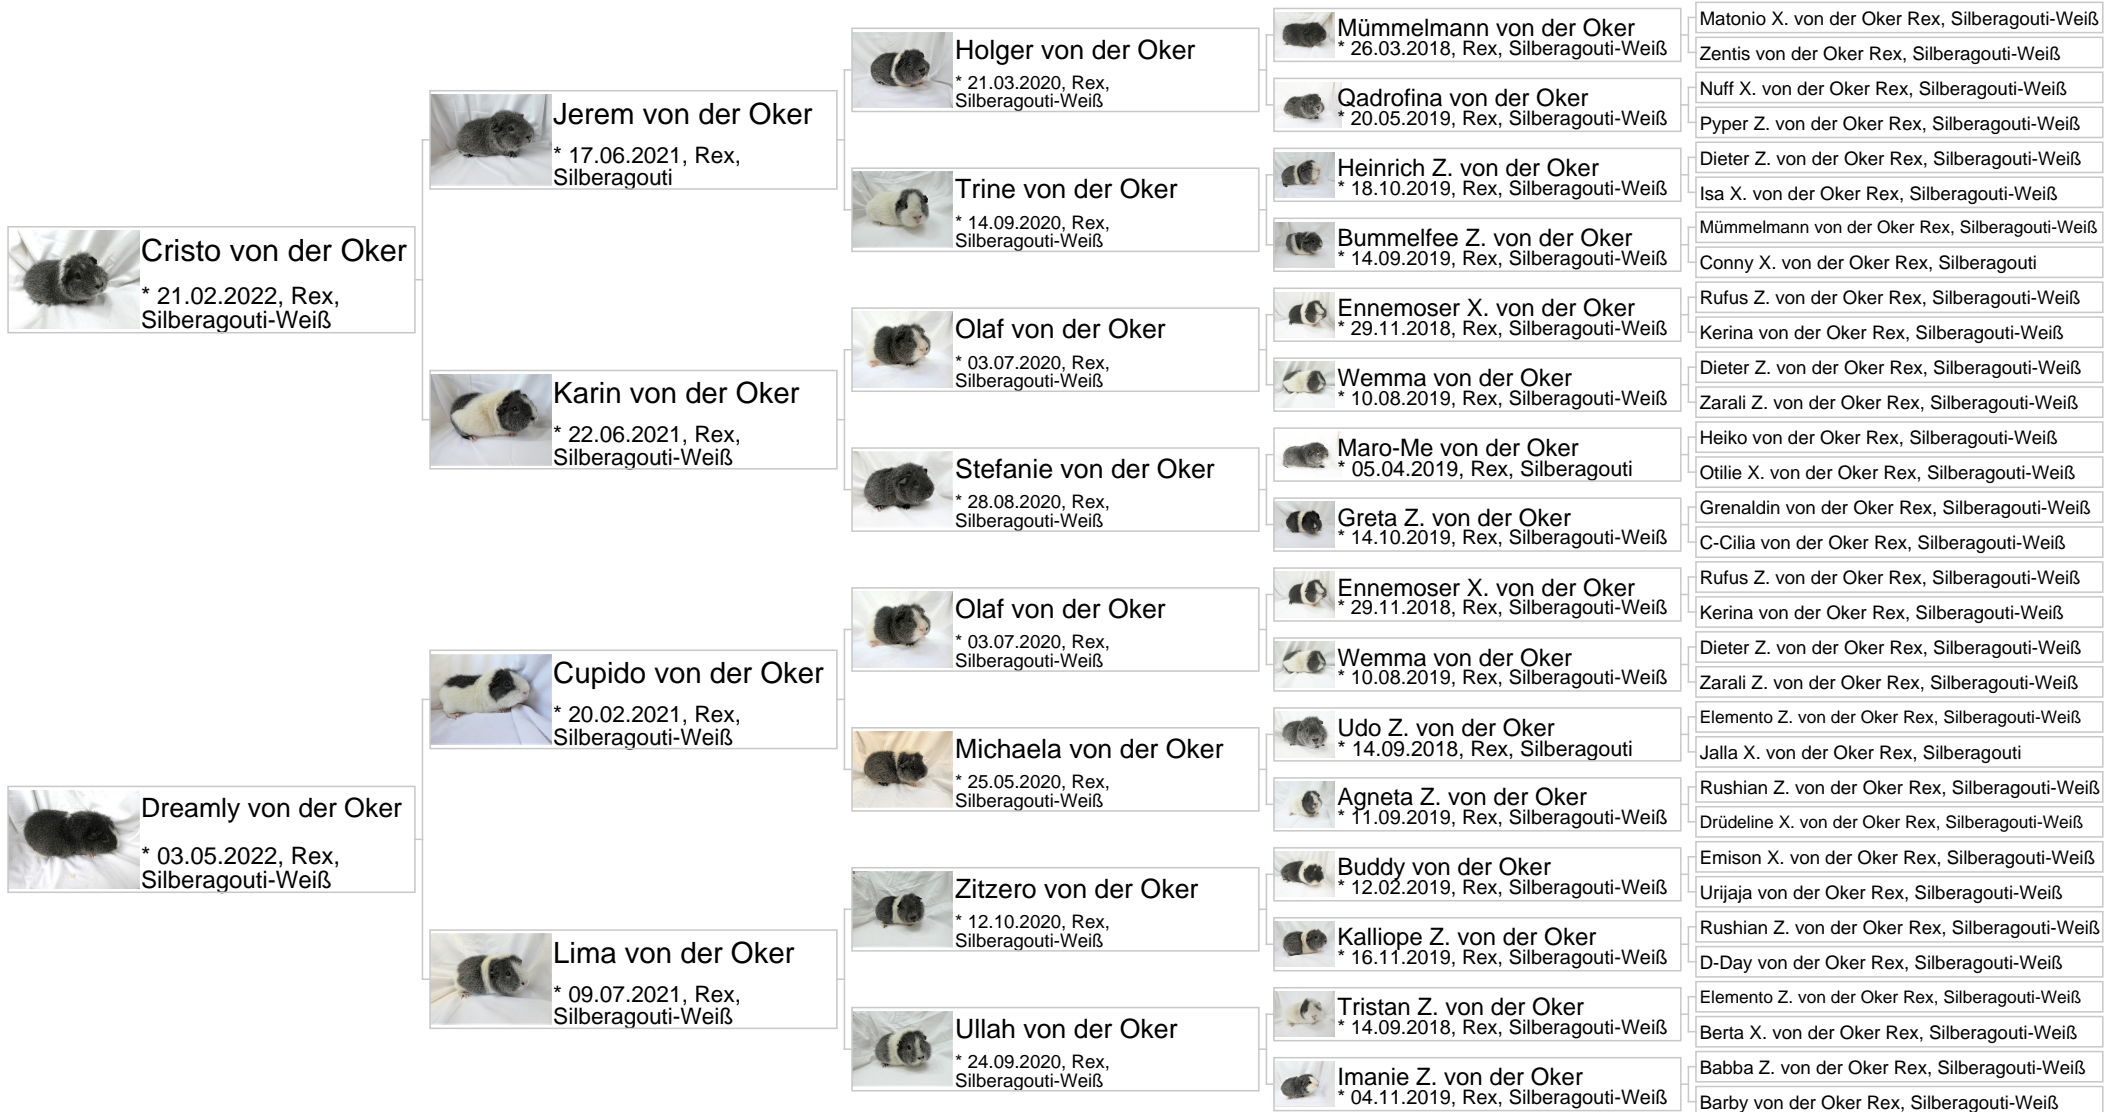 Cristo von der Oker
* 21.02.2022, Rex,
Silberagouti-Weiß
Dreamly von der Oker
* 03.05.2022, Rex,
Silberagouti-Weiß
Jerem von der Oker
* 17.06.2021, Rex,
Silberagouti
Karin von der Oker
* 22.06.2021, Rex,
Silberagouti-Weiß
Cupido von der Oker
* 20.02.2021, Rex,
Silberagouti-Weiß
Lima von der Oker
* 09.07.2021, Rex,
Silberagouti-Weiß
Holger von der Oker
* 21.03.2020, Rex,
Silberagouti-Weiß
Trine von der Oker
* 14.09.2020, Rex,
Silberagouti-Weiß
Olaf von der Oker
* 03.07.2020, Rex,
Silberagouti-Weiß
Stefanie von der Oker
* 28.08.2020, Rex,
Silberagouti-Weiß
Olaf von der Oker
* 03.07.2020, Rex,
Silberagouti-Weiß
Michaela von der Oker
* 25.05.2020, Rex,
Silberagouti-Weiß
Zitzero von der Oker
* 12.10.2020, Rex,
Silberagouti-Weiß
Ullah von der Oker
* 24.09.2020, Rex,
Silberagouti-Weiß
Mümmelmann von der Oker
* 26.03.2018, Rex, Silberagouti-Weiß
Qadrofina von der Oker
* 20.05.2019, Rex, Silberagouti-Weiß
Heinrich Z. von der Oker
* 18.10.2019, Rex, Silberagouti-Weiß
Bummelfee Z. von der Oker
* 14.09.2019, Rex, Silberagouti-Weiß
Ennemoser X. von der Oker
* 29.11.2018, Rex, Silberagouti-Weiß
Wemma von der Oker
* 10.08.2019, Rex, Silberagouti-Weiß
Maro-Me von der Oker
* 05.04.2019, Rex, Silberagouti
Greta Z. von der Oker
* 14.10.2019, Rex, Silberagouti-Weiß
Ennemoser X. von der Oker
* 29.11.2018, Rex, Silberagouti-Weiß
Wemma von der Oker
* 10.08.2019, Rex, Silberagouti-Weiß
Udo Z. von der Oker
* 14.09.2018, Rex, Silberagouti
Agneta Z. von der Oker
* 11.09.2019, Rex, Silberagouti-Weiß
Buddy von der Oker
* 12.02.2019, Rex, Silberagouti-Weiß
Kalliope Z. von der Oker
* 16.11.2019, Rex, Silberagouti-Weiß
Tristan Z. von der Oker
* 14.09.2018, Rex, Silberagouti-Weiß
Imanie Z. von der Oker
* 04.11.2019, Rex, Silberagouti-Weiß
Matonio X. von der Oker Rex, Silberagouti-Weiß
Zentis von der Oker Rex, Silberagouti-Weiß
Nuff X. von der Oker Rex, Silberagouti-Weiß
Pyper Z. von der Oker Rex, Silberagouti-Weiß
Dieter Z. von der Oker Rex, Silberagouti-Weiß
Isa X. von der Oker Rex, Silberagouti-Weiß
Mümmelmann von der Oker Rex, Silberagouti-Weiß
Conny X. von der Oker Rex, Silberagouti
Rufus Z. von der Oker Rex, Silberagouti-Weiß
Kerina von der Oker Rex, Silberagouti-Weiß
Dieter Z. von der Oker Rex, Silberagouti-Weiß
Zarali Z. von der Oker Rex, Silberagouti-Weiß
Heiko von der Oker Rex, Silberagouti-Weiß
Otilie X. von der Oker Rex, Silberagouti-Weiß
Grenaldin von der Oker Rex, Silberagouti-Weiß
C-Cilia von der Oker Rex, Silberagouti-Weiß
Rufus Z. von der Oker Rex, Silberagouti-Weiß
Kerina von der Oker Rex, Silberagouti-Weiß
Dieter Z. von der Oker Rex, Silberagouti-Weiß
Zarali Z. von der Oker Rex, Silberagouti-Weiß
Elemento Z. von der Oker Rex, Silberagouti-Weiß
Jalla X. von der Oker Rex, Silberagouti
Rushian Z. von der Oker Rex, Silberagouti-Weiß
Drüdeline X. von der Oker Rex, Silberagouti-Weiß
Emison X. von der Oker Rex, Silberagouti-Weiß
Urijaja von der Oker Rex, Silberagouti-Weiß
Rushian Z. von der Oker Rex, Silberagouti-Weiß
D-Day von der Oker Rex, Silberagouti-Weiß
Elemento Z. von der Oker Rex, Silberagouti-Weiß
Berta X. von der Oker Rex, Silberagouti-Weiß
Babba Z. von der Oker Rex, Silberagouti-Weiß
Barby von der Oker Rex, Silberagouti-Weiß